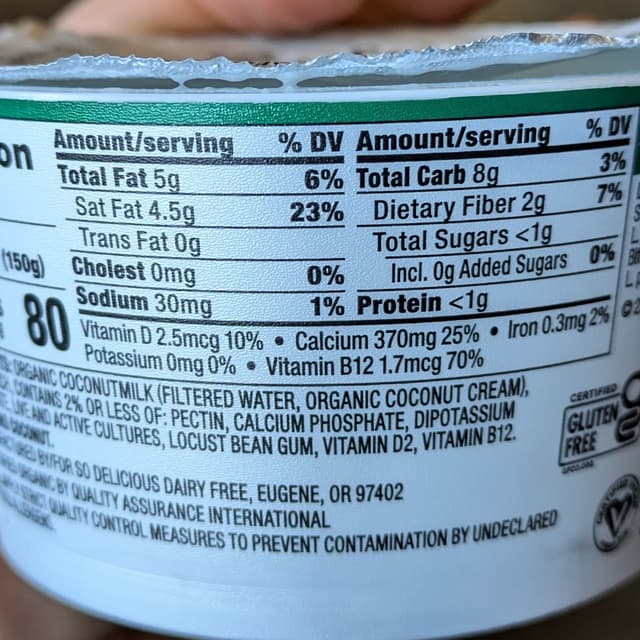 on
(150g)
80
Amount/serving % DV
Total Fat 5g 6%
Sat Fat 4.5g 23%
Trans Fat 0g
Cholest 0mg 0%
Sodium 30mg 1%
Amount/serving % DV
Total Carb 8g 3%
Dietary Fiber 2g 7%
Total Sugars <1g
Incl. 0g Added Sugars 0%
Protein <1g
Vitamin D 2.5mcg 10% • Calcium 370mg 25% • Iron 0.3mg 2%
Potassium 0mg 0% • Vitamin B12 1.7mcg 70%
ORGANIC COCONUTMILK (FILTERED WATER, ORGANIC COCONUT CREAM),
CONTAINS 2% OR LESS OF: PECTIN, CALCIUM PHOSPHATE, DIPOTASSIUM
LIVE AND ACTIVE CULTURES, LOCUST BEAN GUM, VITAMIN D2, VITAMIN B12.
COCONUT.
BY/FOR SO DELICIOUS DAIRY FREE, EUGENE, OR 97402
ORGANIC BY QUALITY ASSURANCE INTERNATIONAL
STRICT QUALITY CONTROL MEASURES TO PREVENT CONTAMINATION BY UNDECLARED
CERTIFIED
GLUTEN
FREE
GFCO.ORG